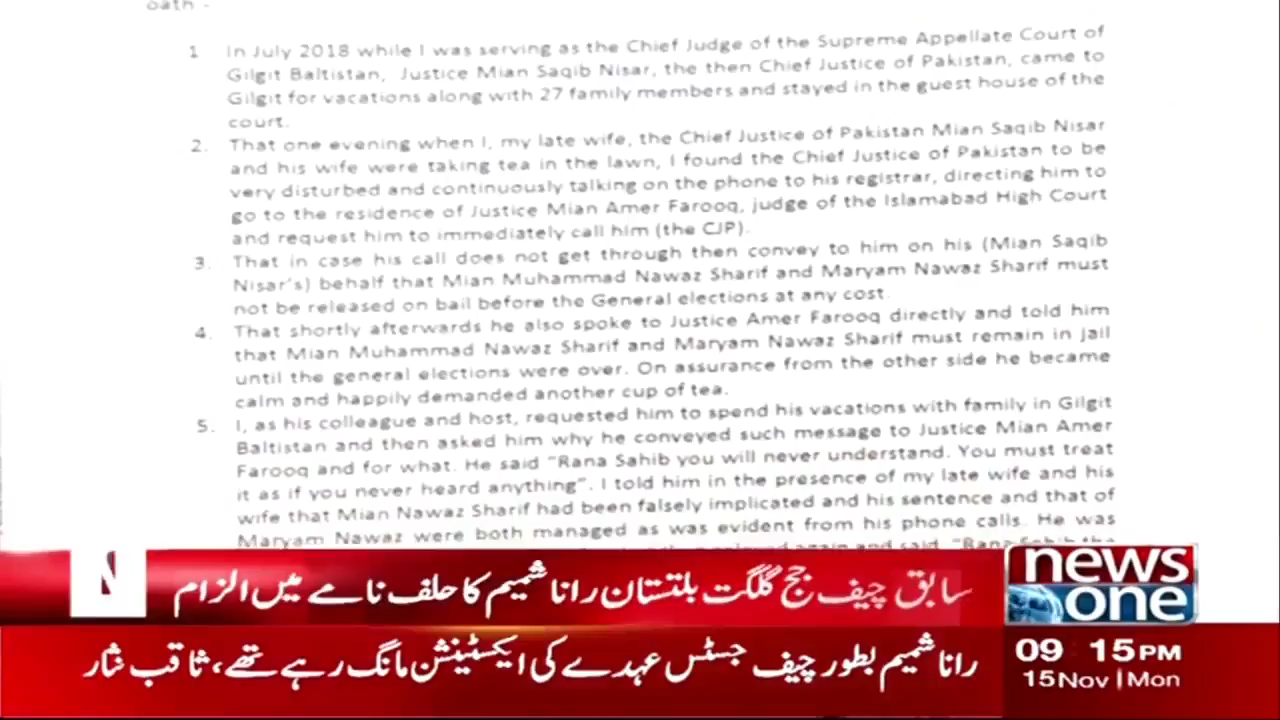 oath -
1 In July 2018 while I was serving as the Chief Judge of the Supreme Appellate Court of
Gilgit Baltistan, Justice Mian Saqib Nisar, the then Chief Justice of Pakistan, came to
Gilgit for vacations along with 27 family members and stayed in the guest house of the
court.
2. That one evening when I, my late wife, the Chief Justice of Pakistan Mian Saqib Nisar
and his wife were taking tea in the lawn, I found the Chief Justice of Pakistan to be
very disturbed and continuously talking on the phone to his registrar, directing him to
go to the residence of Justice Mian Amer Farooq, judge of the Islamabad High Court
and request him to immediately call him (the CJP).
3. That in case his call does not get through then convey to him on his (Mian Saqib
Nisar's) behalf that Mian Muhammad Nawaz Sharif and Maryam Nawaz Sharif must
not be released on bail before the General elections at any cost.
4. That shortly afterwards he also spoke to Justice Amer Farooq directly and told him
that Mian Muhammad Nawaz Sharif and Maryam Nawaz Sharif must remain in jail
until the general elections were over. On assurance from the other side he became
calm and happily demanded another cup of tea.
5. I, as his colleague and host, requested him to spend his vacations with family in Gilgit
Baltistan and then asked him why he conveyed such message to Justice Mian Amer
Farooq and for what. He said "Rana Sahib you will never understand. You must treat
it as if you never heard anything". I told him in the presence of my late wife and his
wife that Mian Nawaz Sharif had been falsely implicated and his sentence and that of
Maryam Nawaz were both managed as was evident from his phone calls. He was
again and said "Rana Sahib the
سابق چیف جج گلگت بلتستان رانا شمیم کا حلف نامے میں الزام
رانا شمیم بطور چیف جسٹس عہدے کی ایکسٹینشن مانگ رہے تھے، ثاقب نثار
N
news
one
09 15PM
15Nov | Mon